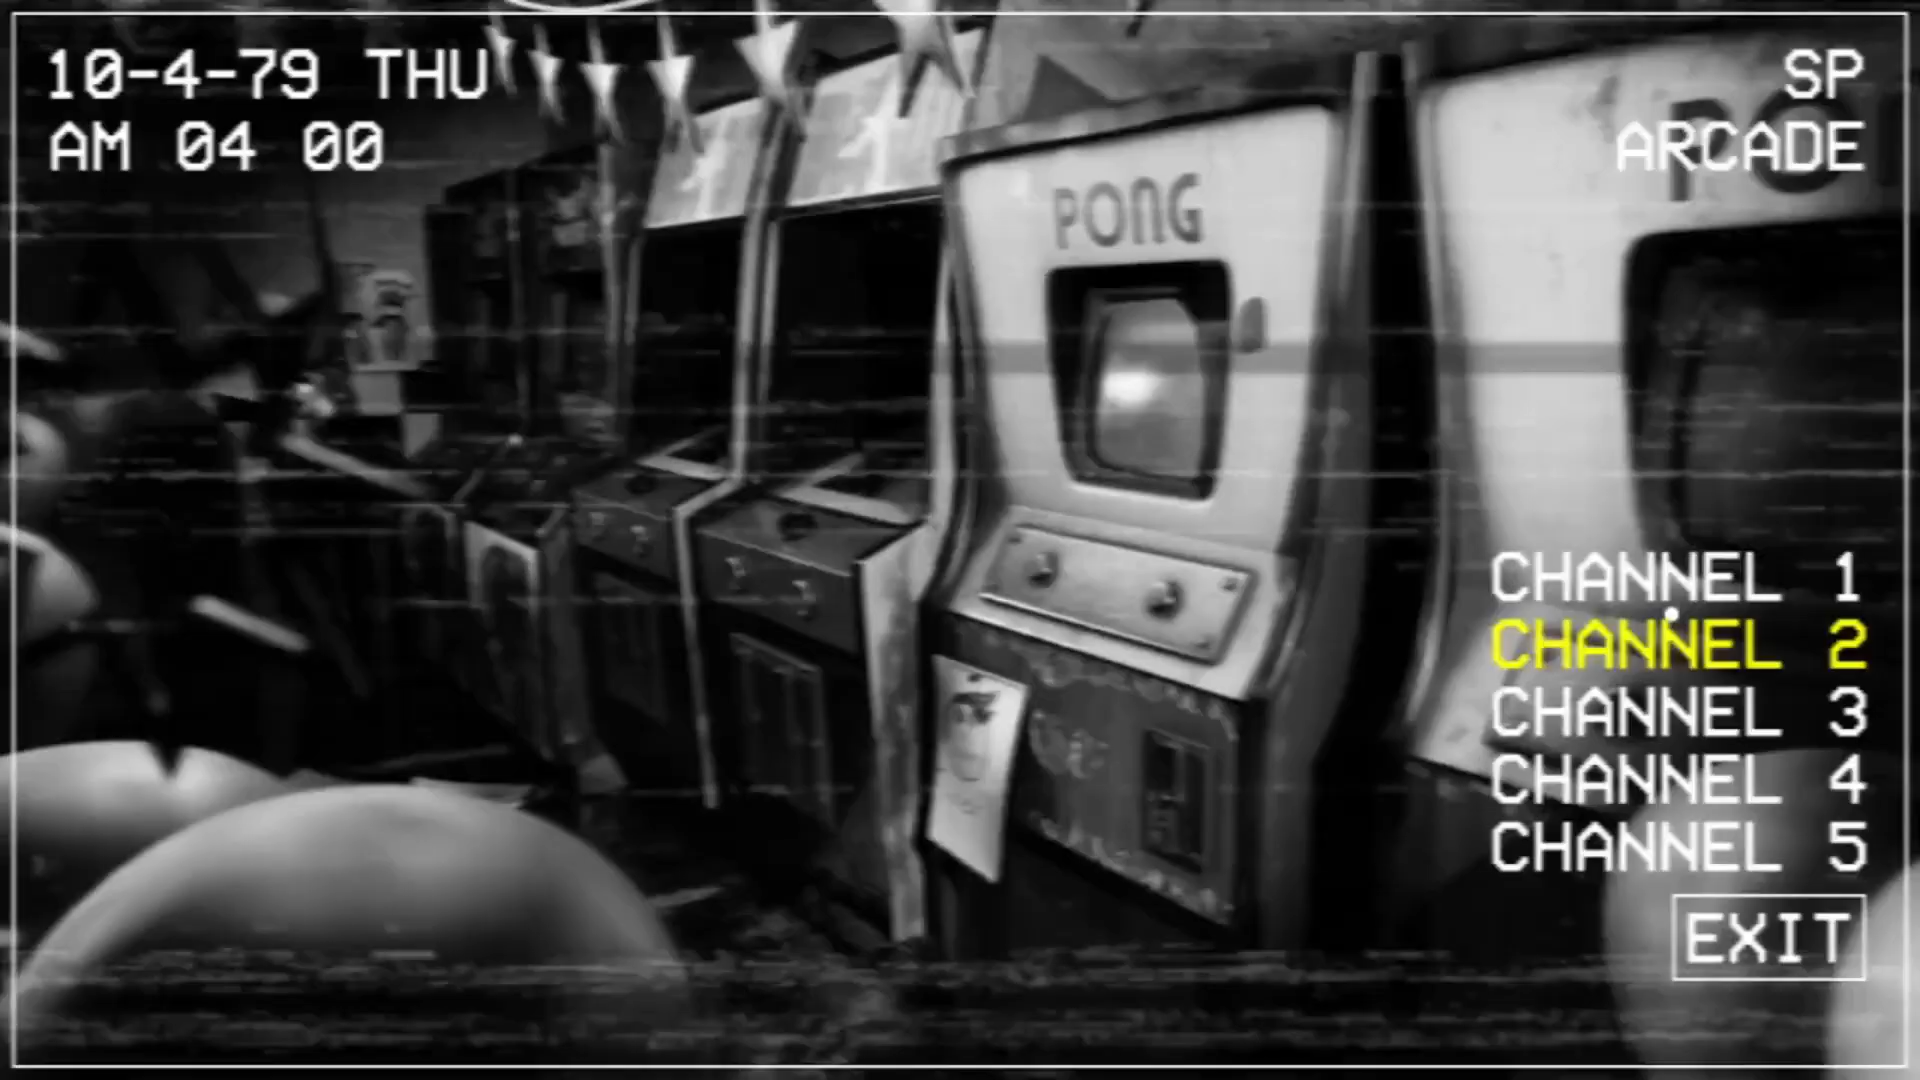 10-4-79 THU
AM 04 00
SP
ARCADE
PONG
CHANNEL 1
CHANNEL 2
CHANNEL 3
CHANNEL 4
CHANNEL 5
EXIT